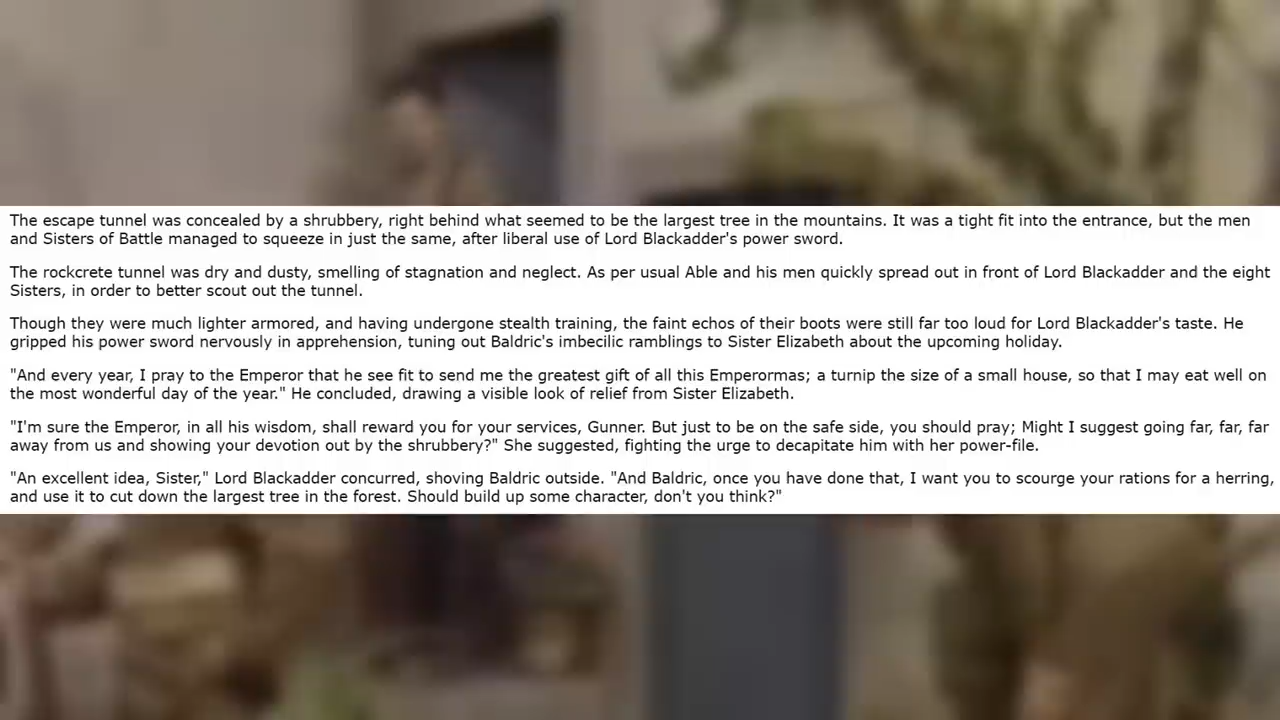 The escape tunnel was concealed by a shrubbery, right behind what seemed to be the largest tree in the mountains. It was a tight fit into the entrance, but the men
and Sisters of Battle managed to squeeze in just the same, after liberal use of Lord Blackadder's power sword.
The rockcrete tunnel was dry and dusty, smelling of stagnation and neglect. As per usual Able and his men quickly spread out in front of Lord Blackadder and the eight
Sisters, in order to better scout out the tunnel.
Though they were much lighter armored, and having undergone stealth training, the faint echos of their boots were still far too loud for Lord Blackadder's taste. He
gripped his power sword nervously in apprehension, tuning out Baldric's imbecilic ramblings to Sister Elizabeth about the upcoming holiday.
"And every year, I pray to the Emperor that he see fit to send me the greatest gift of all this Emperormas; a turnip the size of a small house, so that I may eat well on
the most wonderful day of the year." He concluded, drawing a visible look of relief from Sister Elizabeth.
"I'm sure the Emperor, in all his wisdom, shall reward you for your services, Gunner. But just to be on the safe side, you should pray; Might I suggest going far, far, far
away from us and showing your devotion out by the shrubbery?" She suggested, fighting the urge to decapitate him with her power-file.
"An excellent idea, Sister," Lord Blackadder concurred, shoving Baldric outside. "And Baldric, once you have done that, I want you to scourge your rations for a herring,
and use it to cut down the largest tree in the forest. Should build up some character, don't you think?"